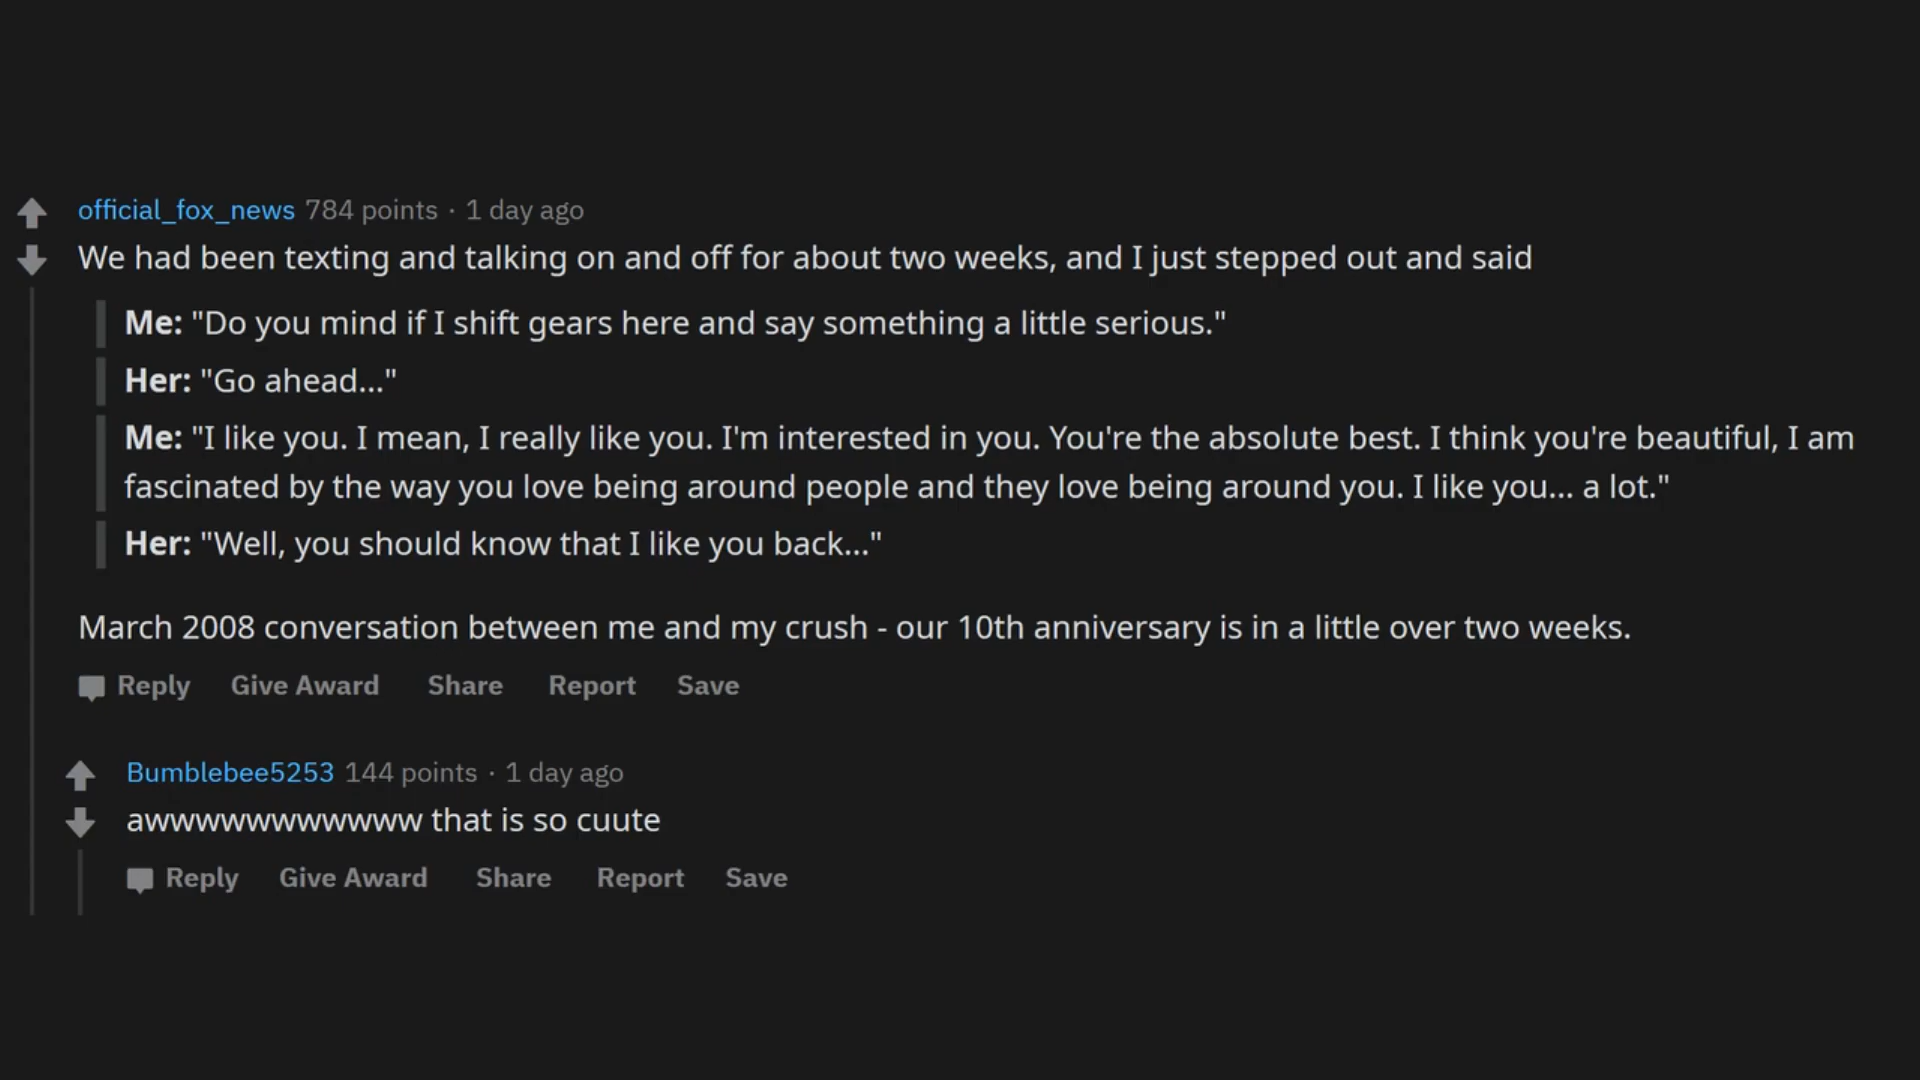 official_fox_news 784 points · 1 day ago
We had been texting and talking on and off for about two weeks, and I just stepped out and said
Me: "Do you mind if I shift gears here and say something a little serious."
Her: "Go ahead..."
Me: "I like you. I mean, I really like you. I'm interested in you. You're the absolute best. I think you're beautiful, I am
fascinated by the way you love being around people and they love being around you. I like you... a lot."
Her: "Well, you should know that I like you back..."
March 2008 conversation between me and my crush - our 10th anniversary is in a little over two weeks.
Reply Give Award Share Report Save
Bumblebee5253 144 points · 1 day ago
awwwwwwwwwww that is so cuute
Reply Give Award Share Report Save